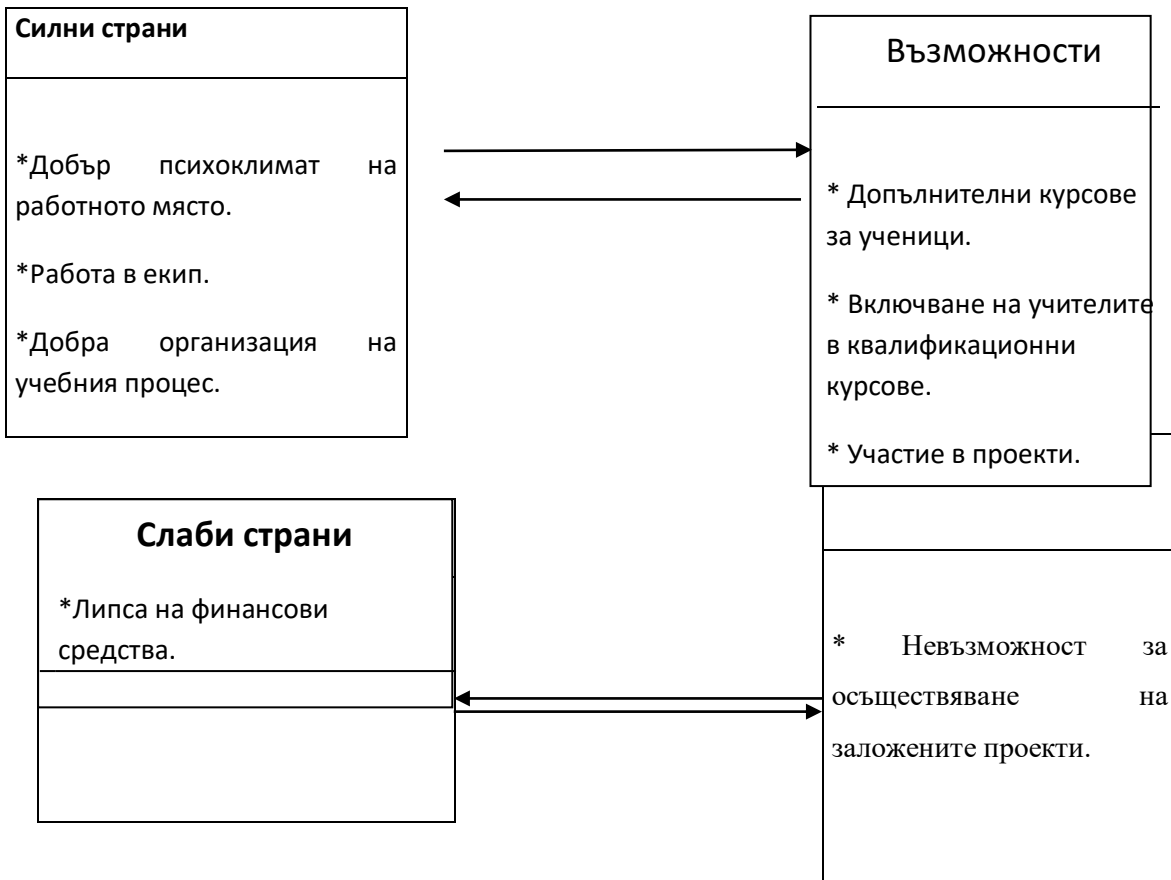 Силни страни
*Добър психоклимат на
работното място.
*Работа в екип.
*Добра организация на
учебния процес.
Възможности
* Допълнителни курсове
за ученици.
* Включване на учителите
в квалификационни
курсове.
* Участие в проекти.
Слаби страни
*Липса на финансови
средства.
* Невъзможност за
осъществяване на
заложените проекти.